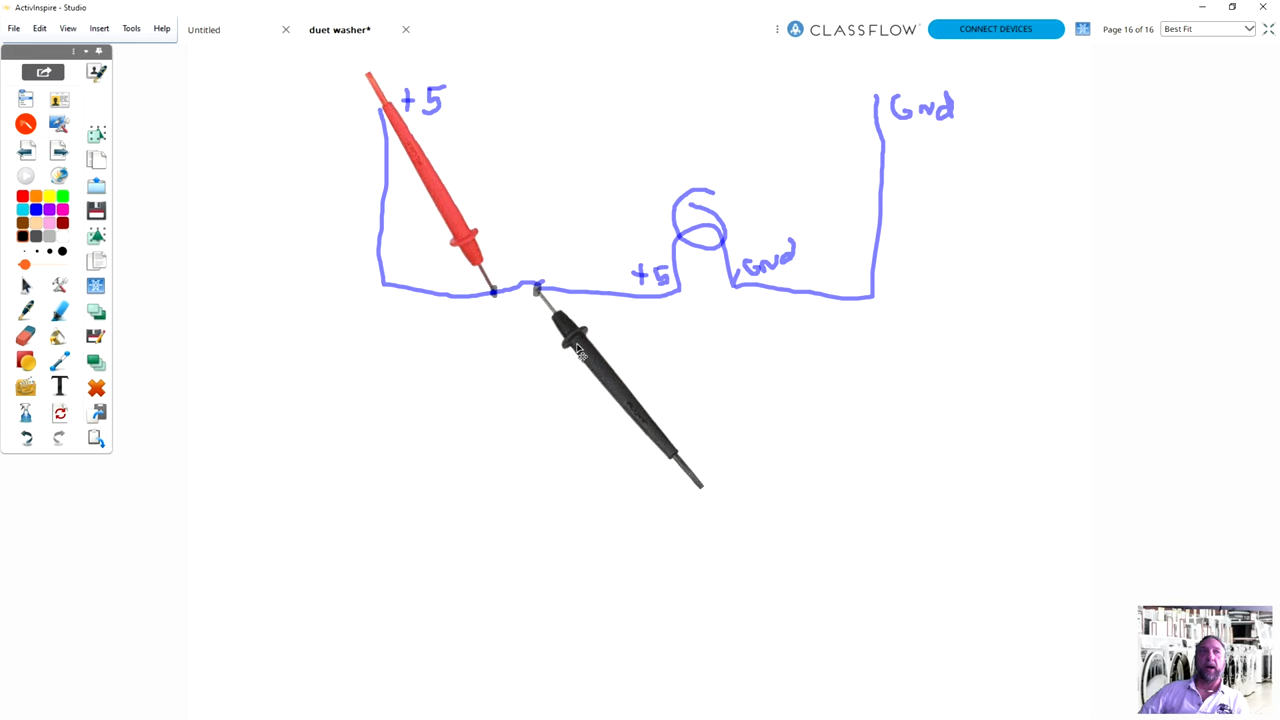 ActivInspire - Studio
File Edit View Insert Tools Help
Untitled
duet washer*
CLASSFLOW
CONNECT DEVICES
Page 16 of 16
Best Fit
+5
Gnd
+5
Gnd